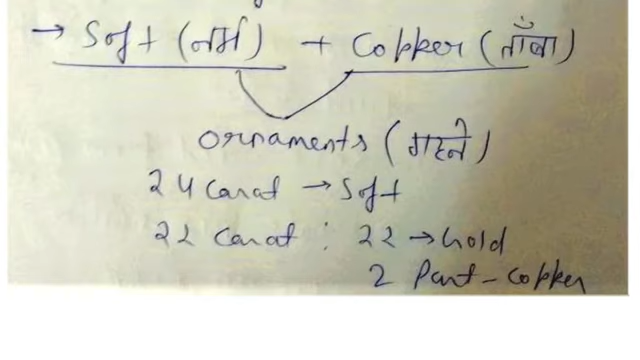 → Soft (नर्म) + Copper (ताँबा)
ornaments (गहने)
24 Carat → Soft
22 Carat : 22 → Gold
2 Part - Copper